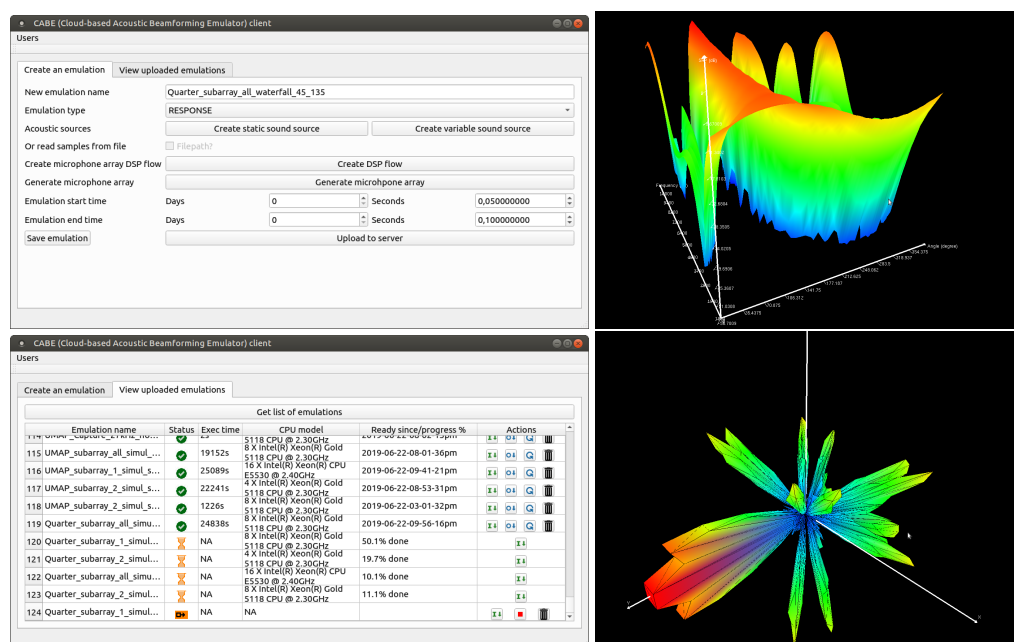 CABE (Cloud-based Acoustic Beamforming Emulator) client
Users
Create an emulation View uploaded emulations
New emulation name Quarter_subarray_all_waterfall_45_135
Emulation type RESPONSE
Acoustic sources Create static sound source Create variable sound source
Or read samples from file Filepath?
Create microphone array DSP flow Create DSP flow
Generate microphone array Generate microhpone array
Emulation start time Days 0 Seconds 0,050000000
Emulation end time Days 0 Seconds 0,100000000
Save emulation Upload to server
Angle (degree)
CABE (Cloud-based Acoustic Beamforming Emulator) client
Users
Create an emulation View uploaded emulations
Get list of emulations
Emulation name Status Exec time CPU model Ready since/progress % Actions
5118 CPU @ 2.30GHz
115 UMAP_subarray_all_simul_... 19152s 8 X Intel(R) Xeon(R) Gold 5118 CPU @ 2.30GHz 2019-06-22-08-01-36pm
116 UMAP_subarray_1_simul_s... 25089s 16 X Intel(R) Xeon(R) CPU E5530 @ 2.40GHz 2019-06-22-09-41-21pm
117 UMAP_subarray_2_simul_s... 22241s 4 X Intel(R) Xeon(R) Gold 5118 CPU @ 2.30GHz 2019-06-22-08-53-31pm
118 UMAP_subarray_2_simul_s... 1226s 8 X Intel(R) Xeon(R) Gold 5118 CPU @ 2.30GHz 2019-06-22-03-01-32pm
119 Quarter_subarray_all_simu... 24838s 8 X Intel(R) Xeon(R) Gold 5118 CPU @ 2.30GHz 2019-06-22-09-56-16pm
120 Quarter_subarray_1_simul... NA 8 X Intel(R) Xeon(R) Gold 5118 CPU @ 2.30GHz 50.1% done
121 Quarter_subarray_2_simul... NA 4 X Intel(R) Xeon(R) Gold 5118 CPU @ 2.30GHz 19.7% done
122 Quarter_subarray_all_simu... NA 16 X Intel(R) Xeon(R) CPU E5530 @ 2.40GHz 10.1% done
123 Quarter_subarray_2_simul... NA 8 X Intel(R) Xeon(R) Gold 5118 CPU @ 2.30GHz 11.1% done
124 Quarter_subarray_1_simul... NA NA